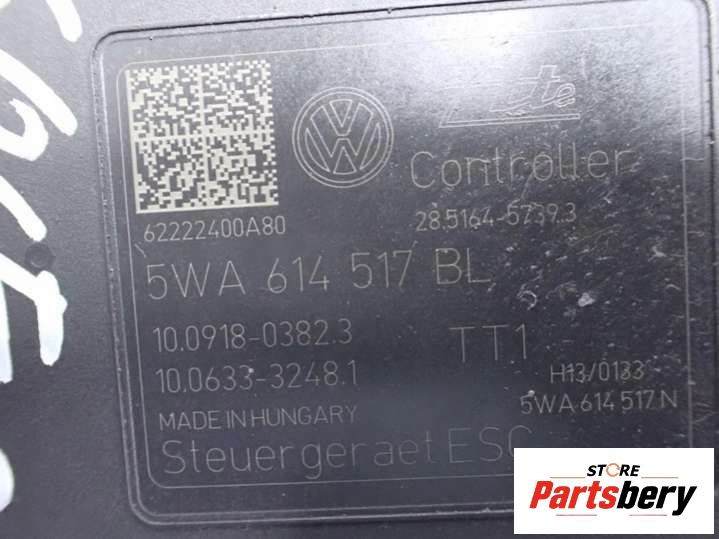 ate
Controller
62222400A80
28.5164-5739.3
5WA 614 517 BL
10.0918-0382.3
TT1
10.0633-3248.1
H13/0133
5WA 614 517 N
MADE IN HUNGARY
Steuergeraet ESC
STORE
Partsbery